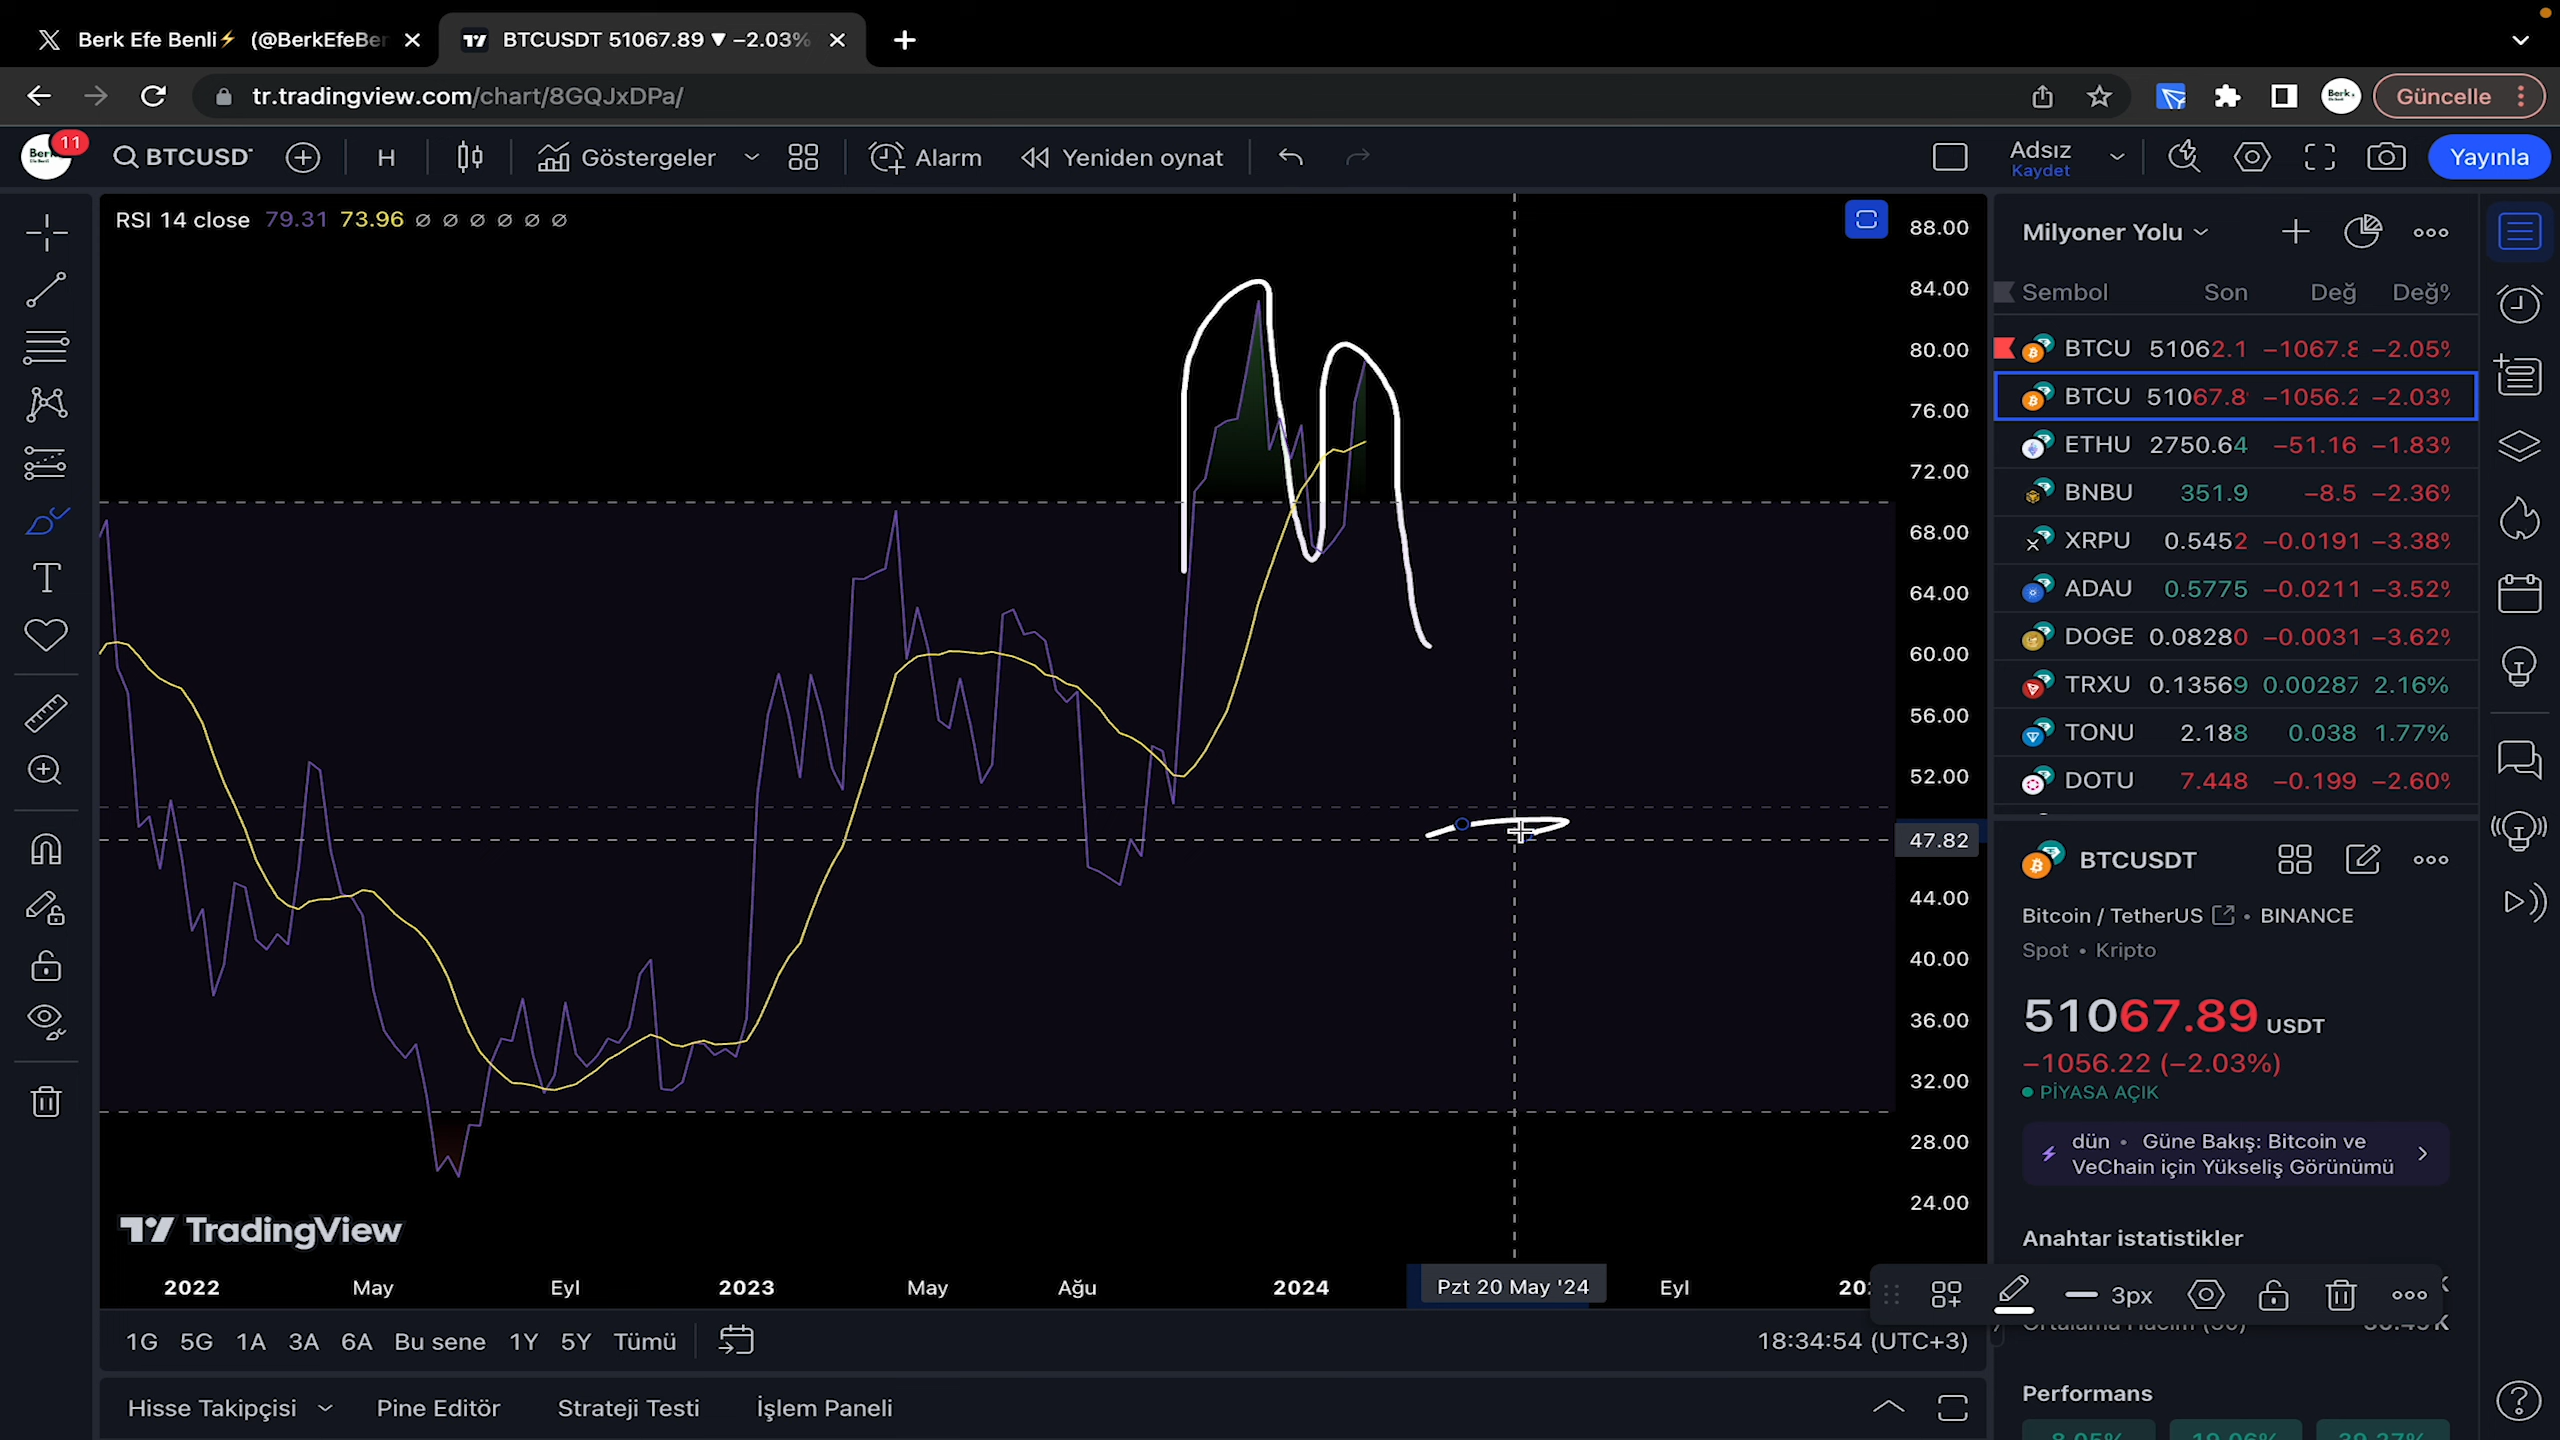 Berk Efe Benli⚡ (@BerkEfeBer
BTCUSDT 51067.89 ▼ −2.03%
tr.tradingview.com/chart/8GQJxDPa/
Berk
Güncelle
11
BTCUSD
H
Göstergeler
Alarm
Yeniden oynat
Adsız
Kaydet
Yayınla
RSI 14 close 79.31 73.96 ∅ ∅ ∅ ∅ ∅ ∅
88.00
84.00
80.00
76.00
72.00
68.00
64.00
60.00
56.00
52.00
47.82
44.00
40.00
36.00
32.00
28.00
24.00
TradingView
2022 May Eyl 2023 May Ağu 2024 Pzt 20 May '24 Eyl
1G 5G 1A 3A 6A Bu sene 1Y 5Y Tümü
18:34:54 (UTC+3)
Hisse Takipçisi Pine Editör Strateji Testi İşlem Paneli
Milyoner Yolu
Sembol Son Değ Değ%
BTCU 51062.1 −1067.8 −2.05%
BTCU 51067.8 −1056.2 −2.03%
ETHU 2750.64 −51.16 −1.83%
BNBU 351.9 −8.5 −2.36%
XRPU 0.5452 −0.0191 −3.38%
ADAU 0.5775 −0.0211 −3.52%
DOGE 0.08280 −0.0031 −3.62%
TRXU 0.13569 0.00287 2.16%
TONU 2.188 0.038 1.77%
DOTU 7.448 −0.199 −2.60%
BTCUSDT
Bitcoin / TetherUS • BINANCE
Spot • Kripto
51067.89 USDT
−1056.22 (−2.03%)
PİYASA AÇIK
dün • Güne Bakış: Bitcoin ve
VeChain için Yükseliş Görünümü
Anahtar istatistikler
3px
Performans